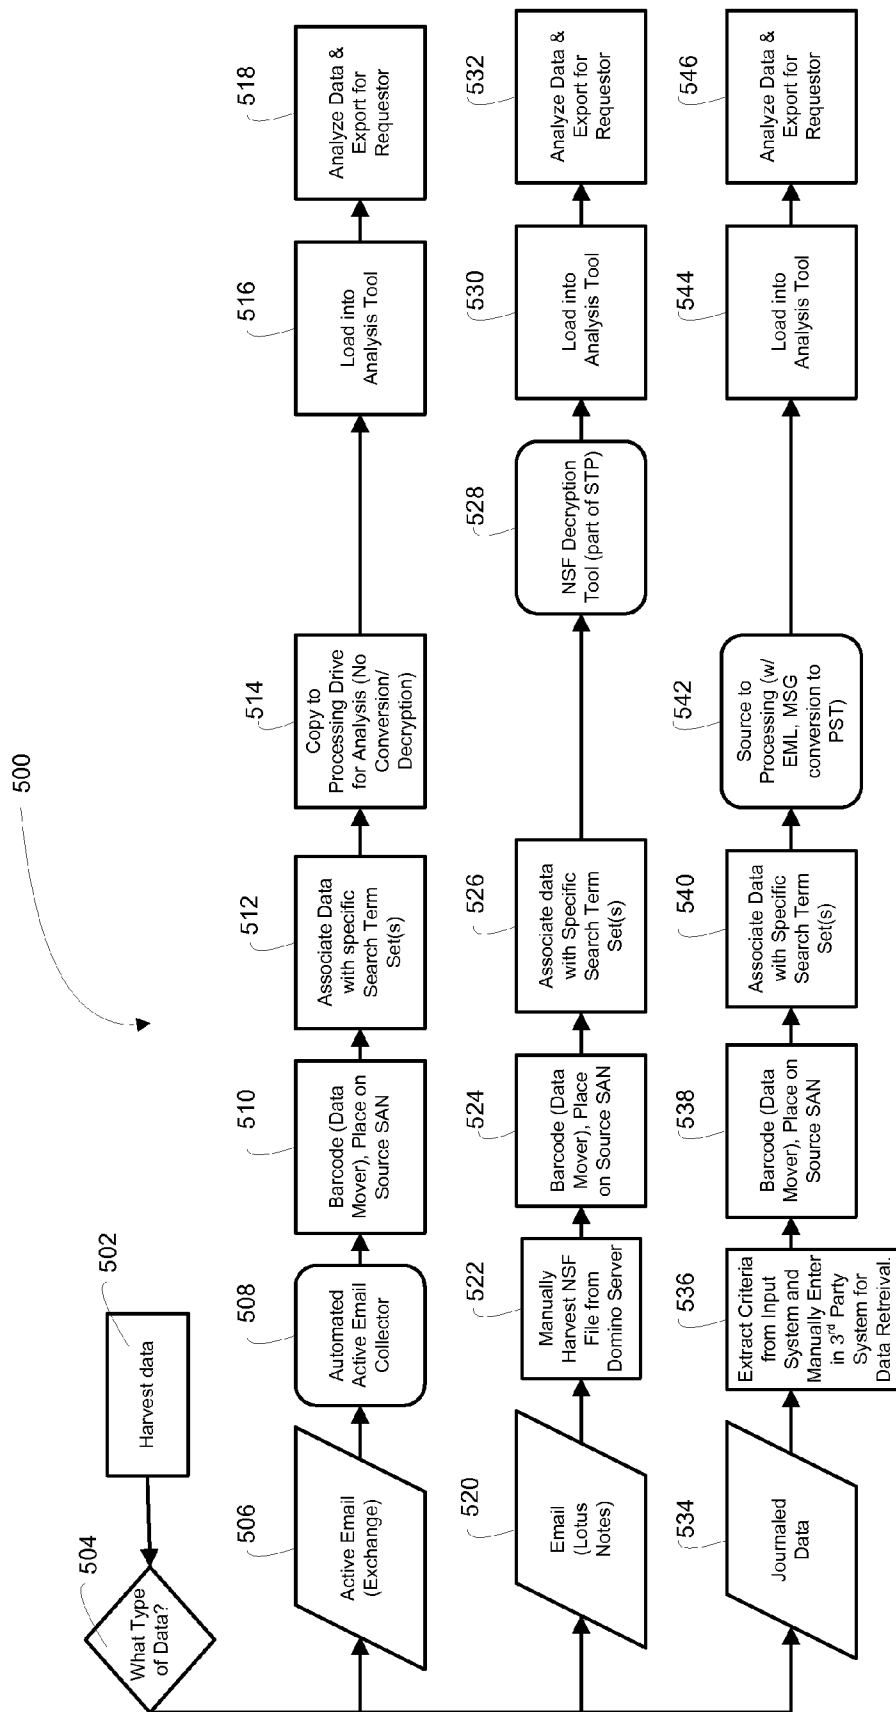 500
502
Harvest data
504
What Type
of Data?
506
Active Email
(Exchange)
508
Automated
Active Email
Collector
510
Barcode (Data
Mover), Place on
Source SAN
512
Associate Data
with specific
Search Term
Set(s)
514
Copy to
Processing Drive
for Analysis (No
Conversion/
Decryption)
516
Load into
Analysis Tool
518
Analyze Data &
Export for
Requestor
520
Email
(Lotus
Notes)
522
Manually
Harvest NSF
File from
Domino Server
524
Barcode (Data
Mover), Place
on Source SAN
526
Associate data
with Specific
Search Term
Set(s)
528
NSF Decryption
Tool (part of STP)
530
Load into
Analysis Tool
532
Analyze Data &
Export for
Requestor
534
Journaled
Data
536
Extract Criteria
from Input
System and
Manually Enter
in 3rd Party
System for
Data Retreival.
538
Barcode (Data
Mover), Place on
Source SAN
540
Associate Data
with Specific
Search Term
Set(s)
542
Source to
Processing (w/
EML, MSG
conversion to
PST)
544
Load into
Analysis Tool
546
Analyze Data &
Export for
Requestor